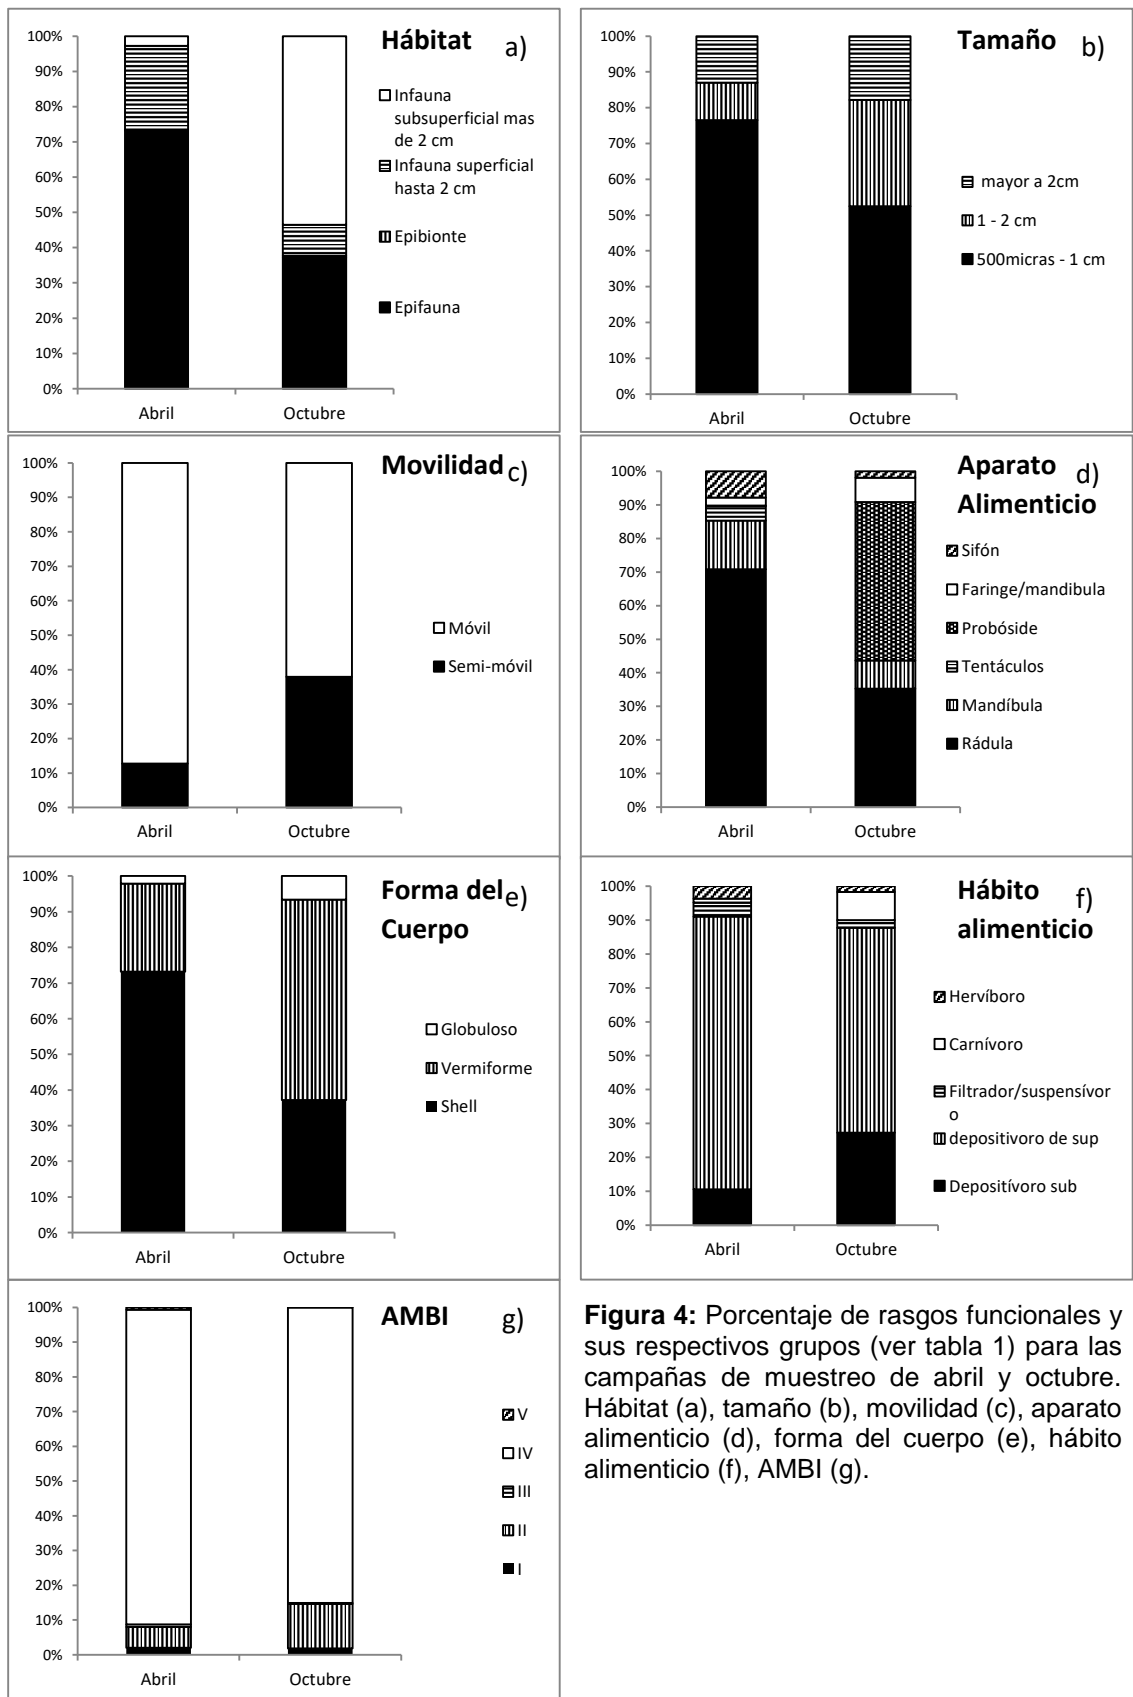 Hábitat a)
100%
90%
80%
70%
60%
50%
40%
30%
20%
10%
0%
Infauna
subsuperficial mas
de 2 cm
Infauna superficial
hasta 2 cm
Epibionte
Epifauna
Abril Octubre
Tamaño b)
100%
90%
80%
70%
60%
50%
40%
30%
20%
10%
0%
mayor a 2cm
1 - 2 cm
500micras - 1 cm
Abril Octubre
Movilidad c)
100%
90%
80%
70%
60%
50%
40%
30%
20%
10%
0%
Móvil
Semi-móvil
Abril Octubre
Aparato d)
Alimenticio
100%
90%
80%
70%
60%
50%
40%
30%
20%
10%
0%
Sifón
Faringe/mandibula
Probóside
Tentáculos
Mandíbula
Rádula
Abril Octubre
Forma del e)
Cuerpo
100%
90%
80%
70%
60%
50%
40%
30%
20%
10%
0%
Globuloso
Vermiforme
Shell
Abril Octubre
Hábito f)
alimenticio
100%
90%
80%
70%
60%
50%
40%
30%
20%
10%
0%
Hervíboro
Carnívoro
Filtrador/suspensívor
o
depositivoro de sup
Depositívoro sub
Abril Octubre
AMBI g)
100%
90%
80%
70%
60%
50%
40%
30%
20%
10%
0%
V
IV
III
II
I
Abril Octubre
Figura 4: Porcentaje de rasgos funcionales y
sus respectivos grupos (ver tabla 1) para las
campañas de muestreo de abril y octubre.
Hábitat (a), tamaño (b), movilidad (c), aparato
alimenticio (d), forma del cuerpo (e), hábito
alimenticio (f), AMBI (g).